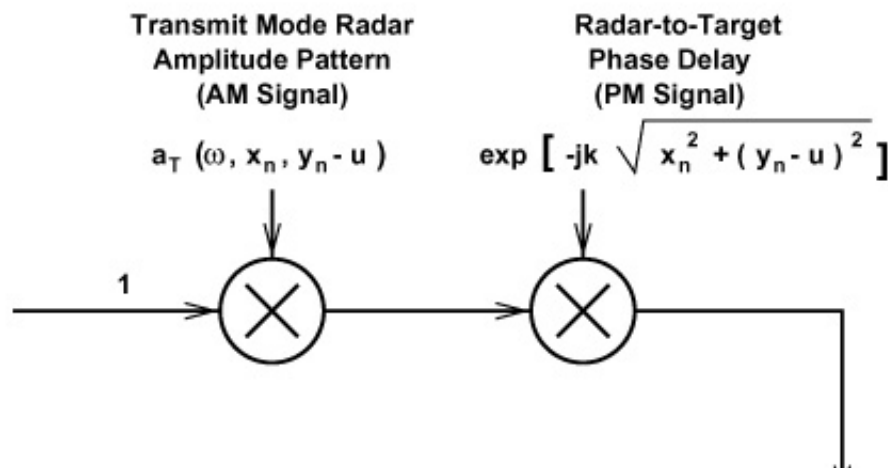 Transmit Mode Radar
Amplitude Pattern
(AM Signal)
a_T (ω, x_n, y_n - u )
Radar-to-Target
Phase Delay
(PM Signal)
exp [ -jk √ x_n^2 + ( y_n - u )^2 ]
1